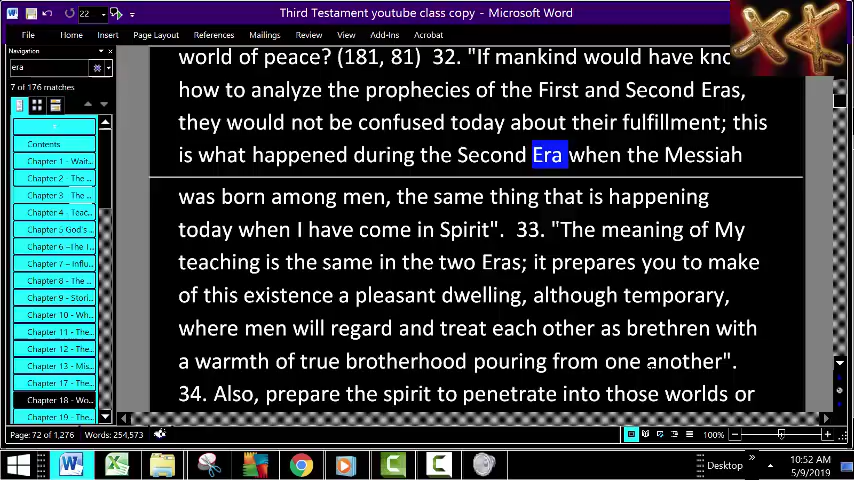 22
Third Testament youtube class copy - Microsoft Word
File
Home
Insert
Page Layout
References
Mailings
Review
View
Add-Ins
Acrobat
Navigation
era
7 of 176 matches
Contents
Chapter 1 - Wait...
Chapter 2 - The ...
Chapter 3 - The ...
Chapter 4 - Teac...
Chapter 5 God's ...
Chapter 6 –The T...
Chapter 7 – Influ...
Chapter 8 - The ...
Chapter 9 - Stori...
Chapter 10 - Wh...
Chapter 11 - The...
Chapter 12 - The...
Chapter 13 - Mis...
Chapter 17 - The...
Chapter 18 - Wo...
Chapter 19 - The...
world of peace? (181, 81) 32. "If mankind would have kno
how to analyze the prophecies of the First and Second Eras,
they would not be confused today about their fulfillment; this
is what happened during the Second Era when the Messiah
was born among men, the same thing that is happening
today when I have come in Spirit". 33. "The meaning of My
teaching is the same in the two Eras; it prepares you to make
of this existence a pleasant dwelling, although temporary,
where men will regard and treat each other as brethren with
a warmth of true brotherhood pouring from one another".
34. Also, prepare the spirit to penetrate into those worlds or
Page: 72 of 1,276
Words: 254,573
100%
Desktop
10:52 AM
5/9/2019